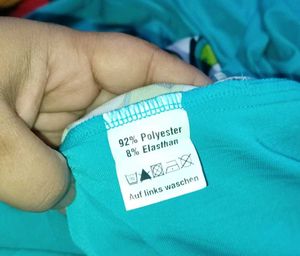 92% Polyester
8% Elasthan
Auf links waschen